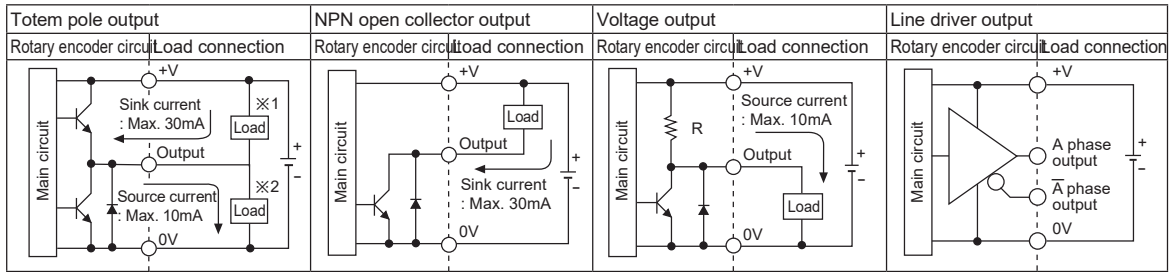 Totem pole output
Rotary encoder circuit
Load connection
Main circuit
+V
Sink current
: Max. 30mA
※1
Load
Output
+
-
Source current
: Max. 10mA
※2
Load
0V
NPN open collector output
Rotary encoder circuit
Load connection
Main circuit
+V
Load
Output
Sink current
: Max. 30mA
+
-
0V
Voltage output
Rotary encoder circuit
Load connection
Main circuit
+V
Source current
: Max. 10mA
R
Output
Load
+
-
0V
Line driver output
Rotary encoder circuit
Load connection
Main circuit
+V
A phase
output
A̅ phase
output
+
-
0V